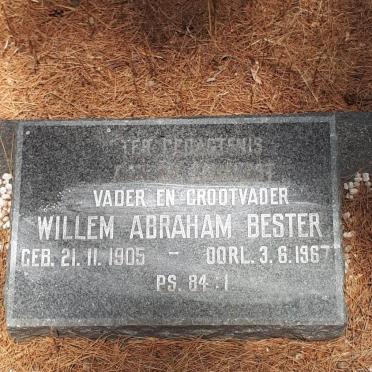 TER GEDAGTENIS
VADER EN GROOTVADER
WILLEM ABRAHAM BESTER
GEB. 21. 11. 1905 – OORL. 3. 6. 1967
PS. 84 : 1